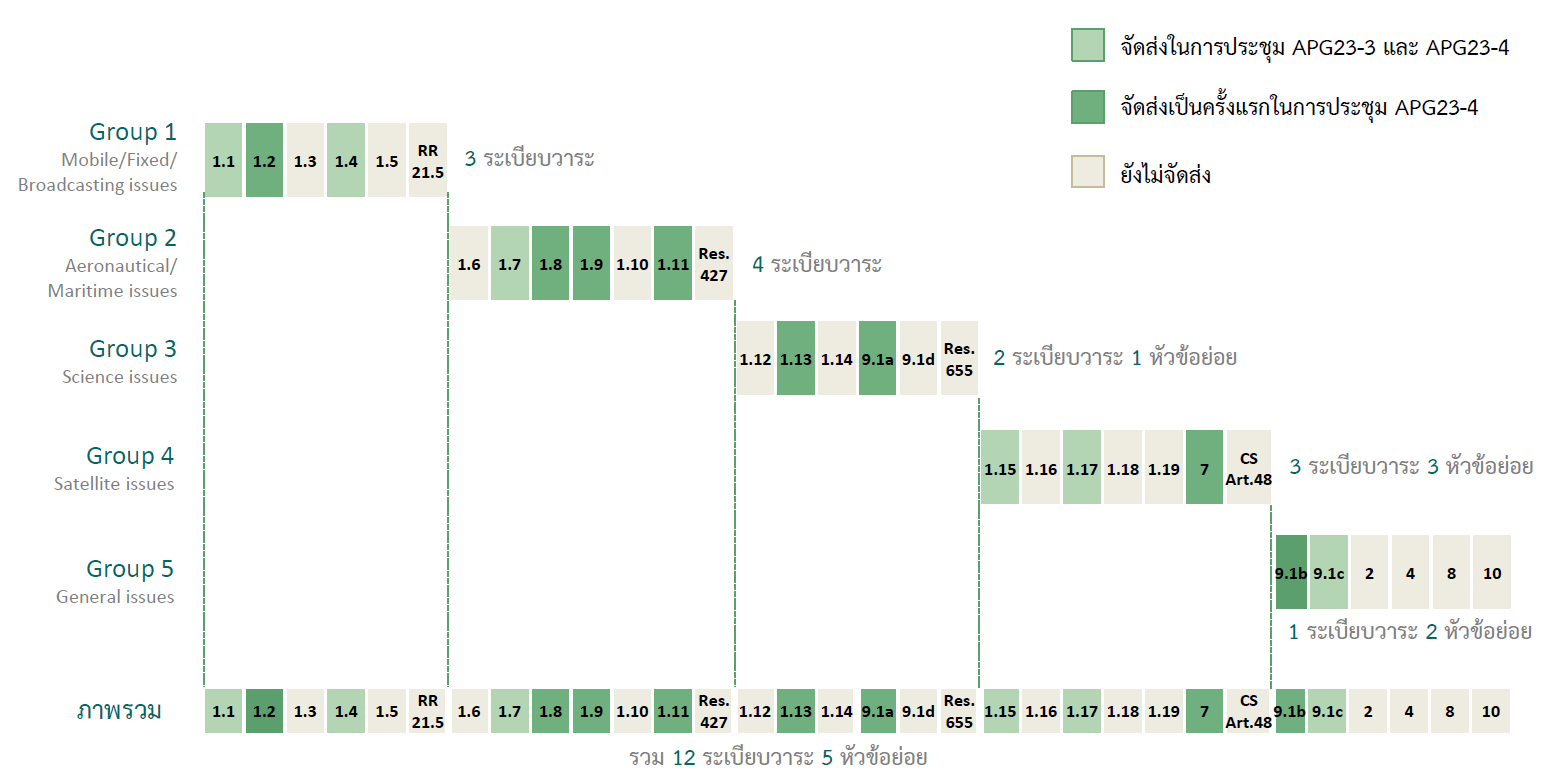 จัดส่งในการประชุม APG23-3 และ APG23-4
จัดส่งเป็นครั้งแรกในการประชุม APG23-4
ยังไม่จัดส่ง
Group 1
Mobile/Fixed/
Broadcasting issues
1.1 1.2 1.3 1.4 1.5 RR 21.5
3 ระเบียบวาระ
Group 2
Aeronautical/
Maritime issues
1.6 1.7 1.8 1.9 1.10 1.11 Res. 427
4 ระเบียบวาระ
Group 3
Science issues
1.12 1.13 1.14 9.1a 9.1d Res. 655
2 ระเบียบวาระ 1 หัวข้อย่อย
Group 4
Satellite issues
1.15 1.16 1.17 1.18 1.19 7 CS Art.48
3 ระเบียบวาระ 3 หัวข้อย่อย
Group 5
General issues
9.1b 9.1c 2 4 8 10
1 ระเบียบวาระ 2 หัวข้อย่อย
ภาพรวม
1.1 1.2 1.3 1.4 1.5 RR 21.5 1.6 1.7 1.8 1.9 1.10 1.11 Res. 427 1.12 1.13 1.14 9.1a 9.1d Res. 655 1.15 1.16 1.17 1.18 1.19 7 CS Art.48 9.1b 9.1c 2 4 8 10
รวม 12 ระเบียบวาระ 5 หัวข้อย่อย